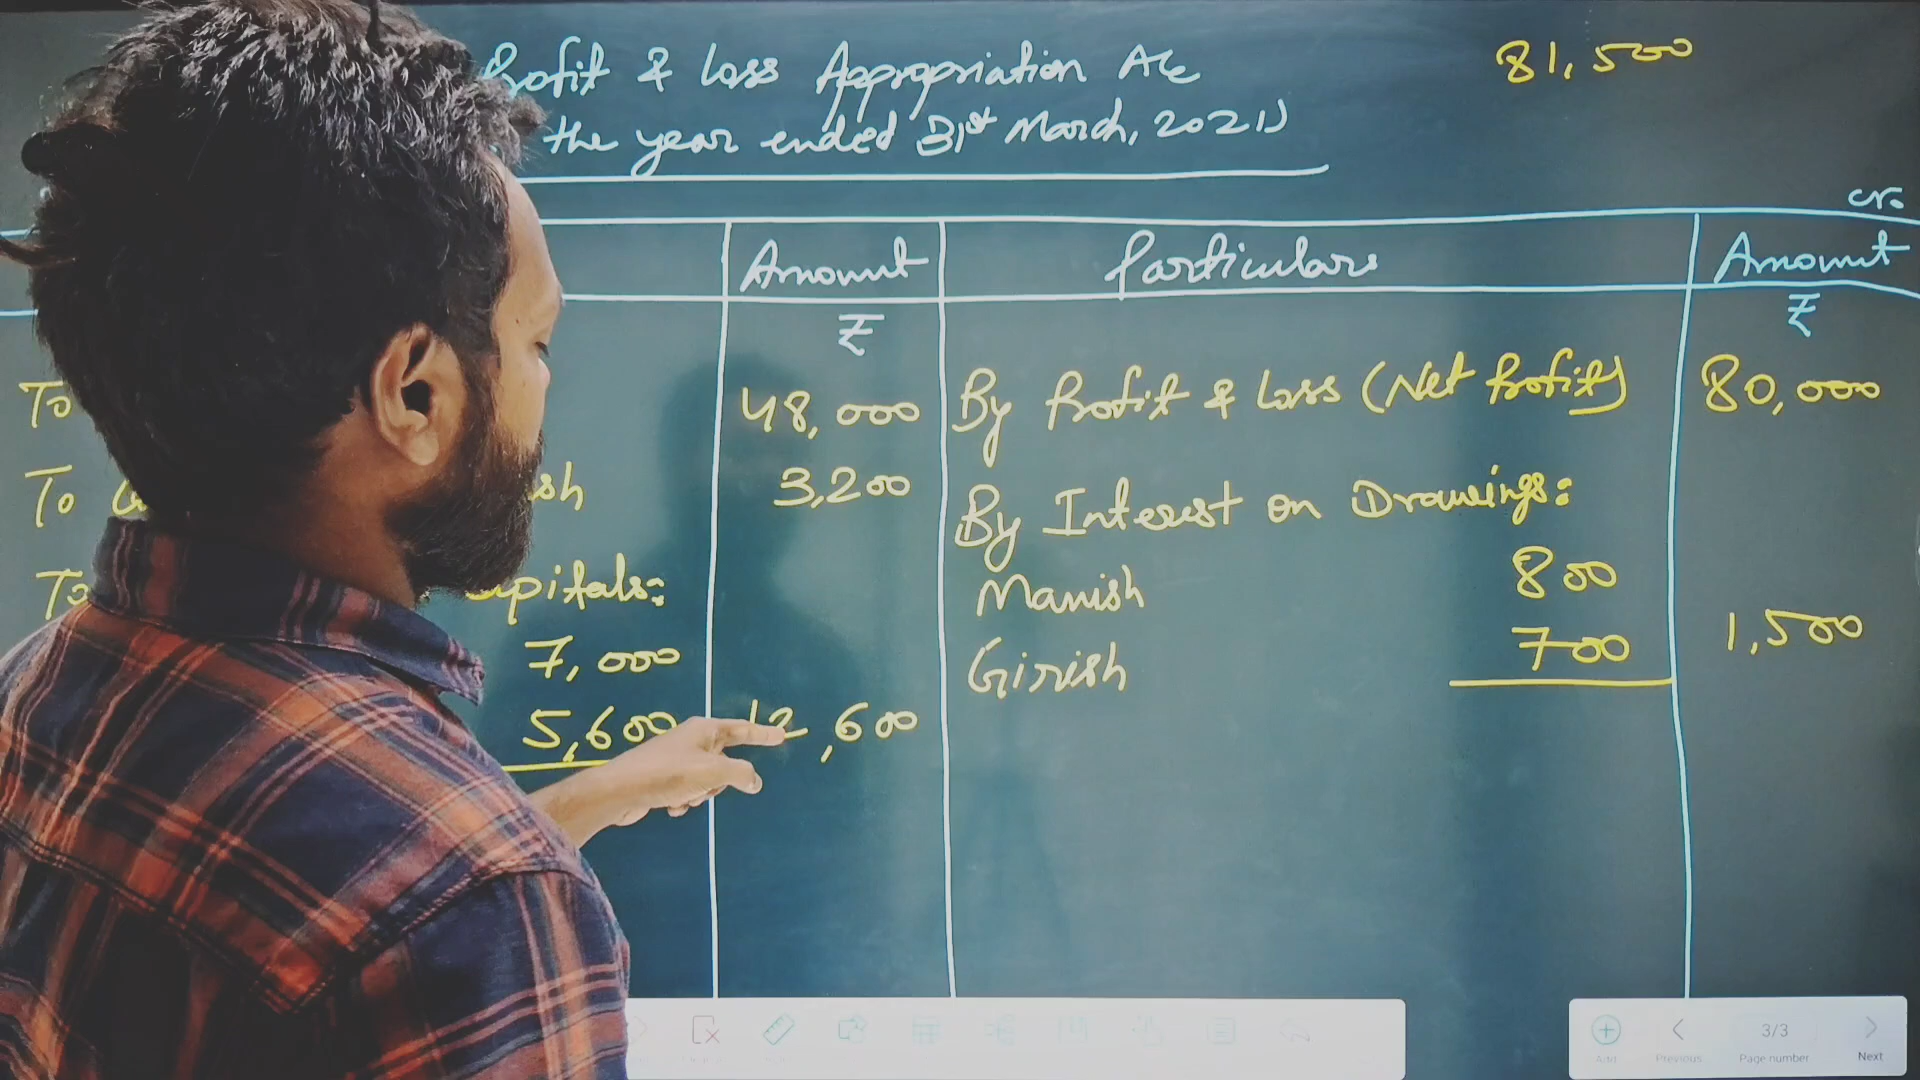 Profit & Loss Appropriation A/c
81,500
the year ended 31st March, 2021)
Cr.
Amount Particulars Amount
₹ ₹
To 48,000 By Profit & Loss (Net Profit) 80,000
To sh 3,200 By Interest on Drawings:
To apitals: Manish 800
7,000 Girish 700 1,500
5,600 12,600
3/3
Add Previous Page number Next